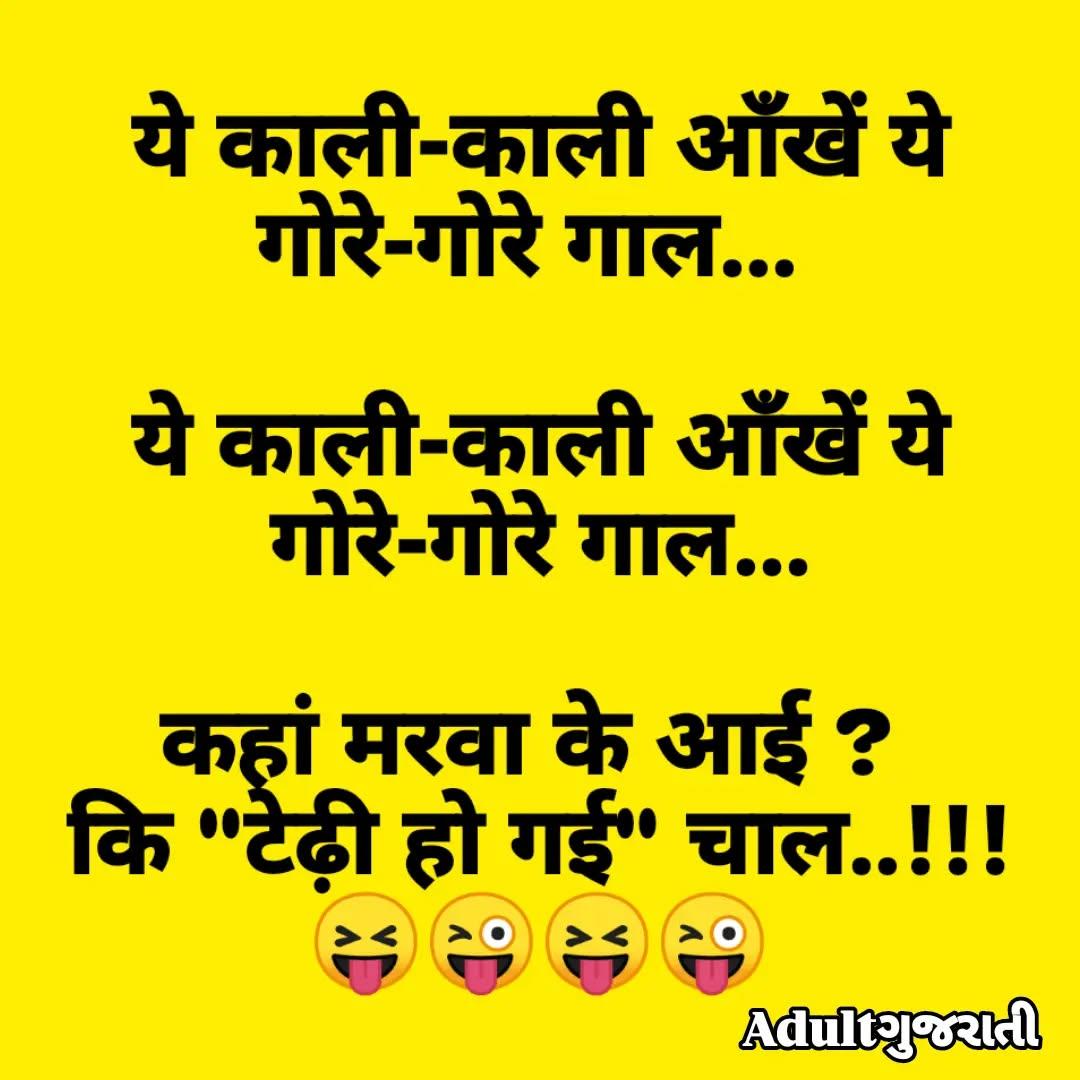 ये काली-काली आँखें ये
गोरे-गोरे गाल...
ये काली-काली आँखें ये
गोरे-गोरे गाल...
कहां मरवा के आई ?
कि "टेढ़ी हो गई" चाल..!!!
😝😜😝😜
Adultગુજરાતી